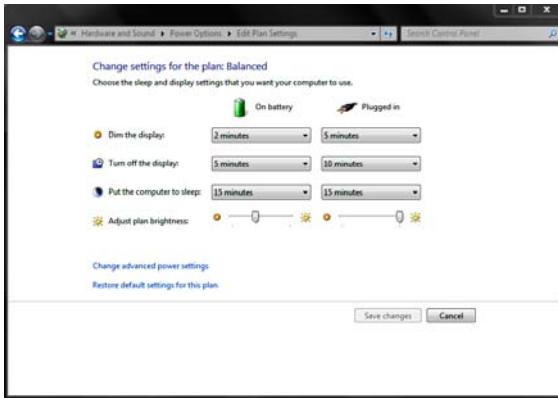 « Hardware and Sound ▸ Power Options ▸ Edit Plan Settings
Search Control Panel
Change settings for the plan: Balanced
Choose the sleep and display settings that you want your computer to use.
On battery Plugged in
Dim the display: 2 minutes 5 minutes
Turn off the display: 5 minutes 10 minutes
Put the computer to sleep: 15 minutes 15 minutes
Adjust plan brightness:
Change advanced power settings
Restore default settings for this plan
Save changes Cancel